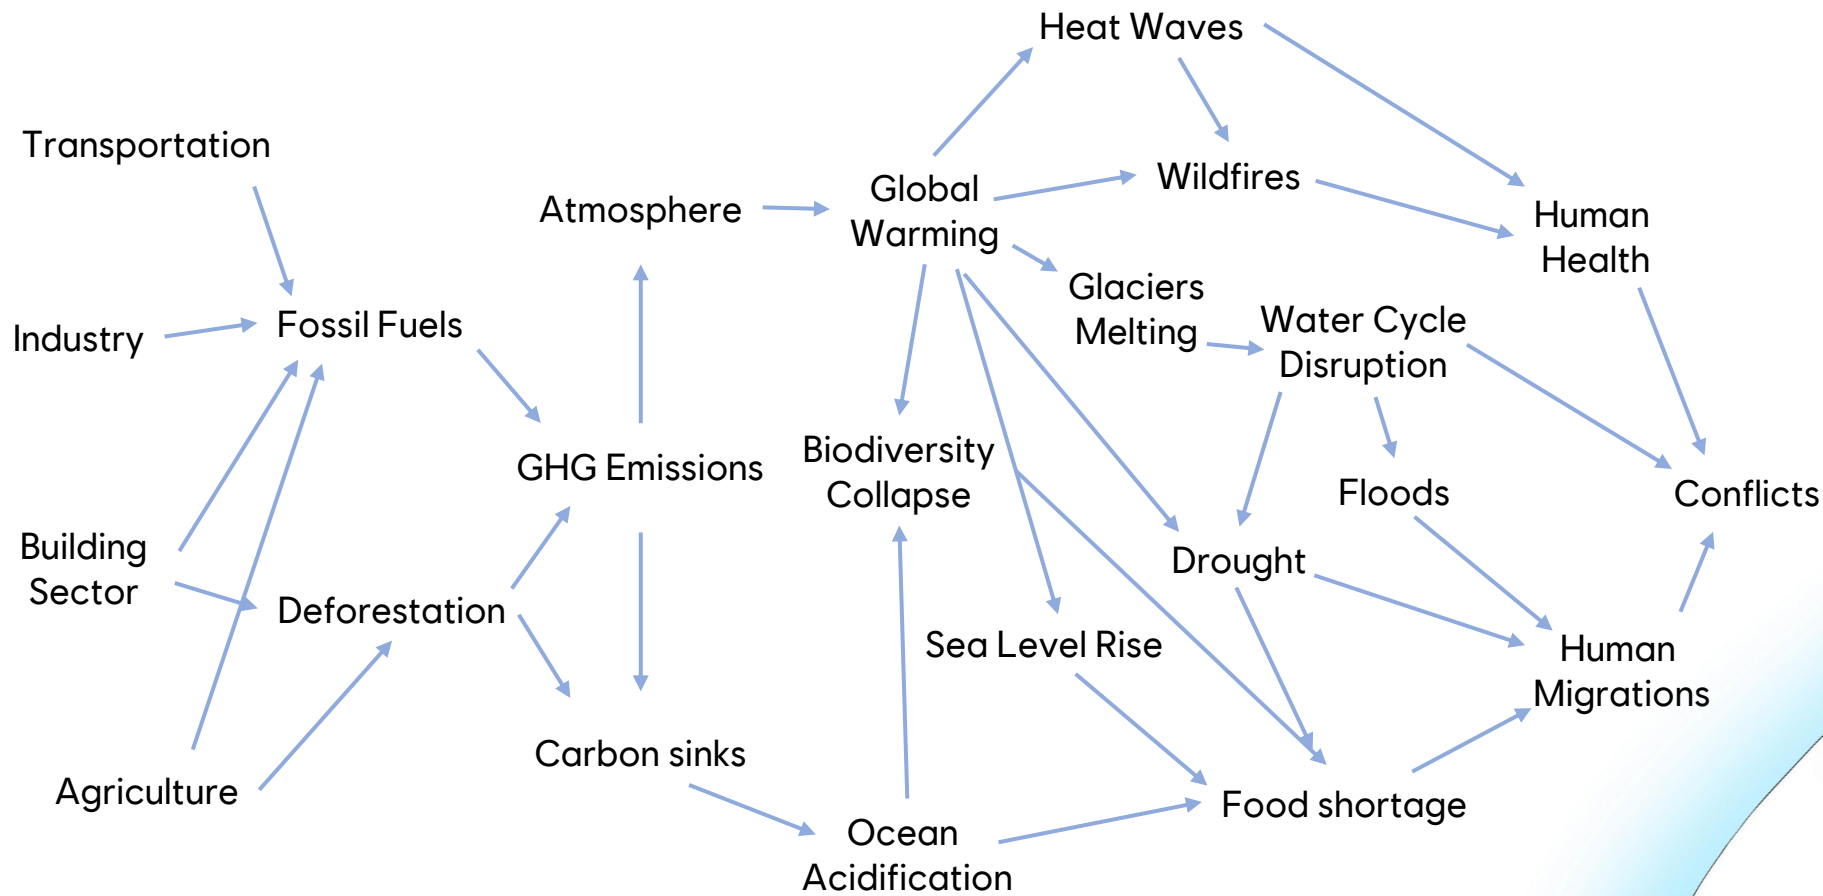 Heat Waves
Transportation
Wildfires
Global
Warming
Atmosphere
Human
Health
Glaciers
Melting
Water Cycle
Disruption
Industry
Fossil Fuels
Biodiversity
Collapse
GHG Emissions
Floods
Conflicts
Building
Sector
Drought
Deforestation
Sea Level Rise
Human
Migrations
Carbon sinks
Agriculture
Food shortage
Ocean
Acidification